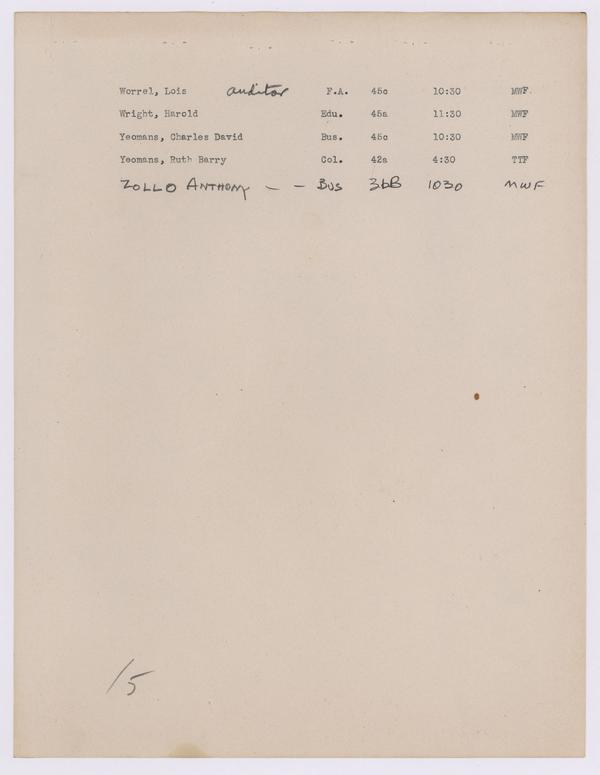 Worrel, Lois auditor F.A. 45c 10:30 MWF.
Wright, Harold Edu. 45a 11:30 MWF
Yeomans, Charles David Bus. 45c 10:30 MWF
Yeomans, Ruth Barry Col. 42a 4:30 TTF
ZOLLO ANTHONY - - BUS 36B 1030 MWF
15